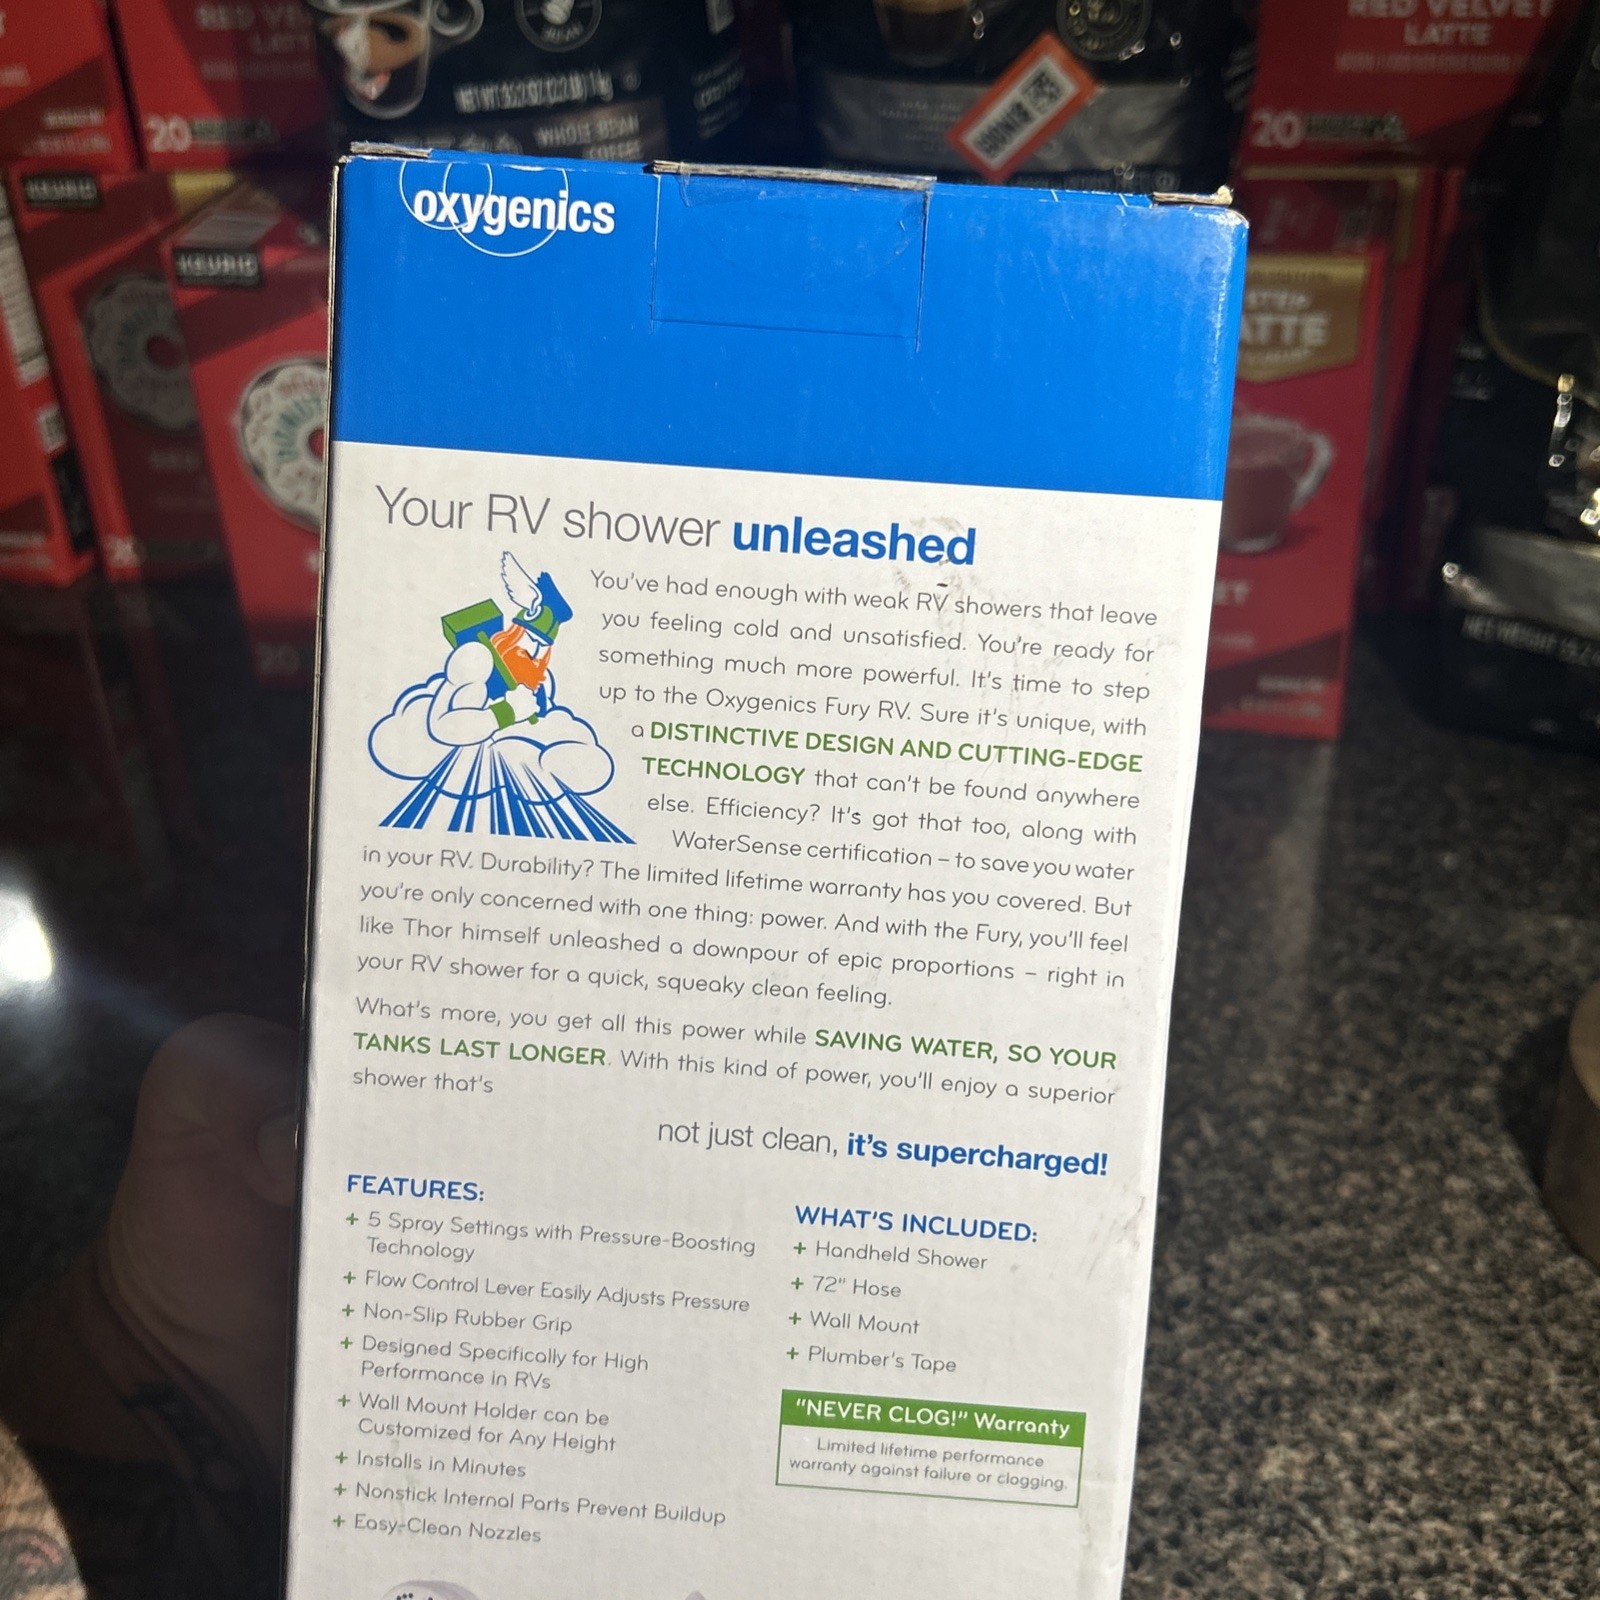 RED VELVET
LATTE
20
WHOLE BEAN
COFFEE
20
KEURIG
KEURIG
LATTE
oxygenics
Your RV shower unleashed
You've had enough with weak RV showers that leave
you feeling cold and unsatisfied. You're ready for
something much more powerful. It's time to step
up to the Oxygenics Fury RV. Sure it's unique, with
a DISTINCTIVE DESIGN AND CUTTING-EDGE
TECHNOLOGY that can't be found anywhere
else. Efficiency? It's got that too, along with
WaterSense certification – to save you water
in your RV. Durability? The limited lifetime warranty has you covered. But
you're only concerned with one thing: power. And with the Fury, you'll feel
like Thor himself unleashed a downpour of epic proportions – right in
your RV shower for a quick, squeaky clean feeling.
What's more, you get all this power while SAVING WATER, SO YOUR
TANKS LAST LONGER. With this kind of power, you'll enjoy a superior
shower that's
not just clean, it's supercharged!
FEATURES:
+ 5 Spray Settings with Pressure-Boosting
Technology
+ Flow Control Lever Easily Adjusts Pressure
+ Non-Slip Rubber Grip
+ Designed Specifically for High
Performance in RVs
+ Wall Mount Holder can be
Customized for Any Height
+ Installs in Minutes
+ Nonstick Internal Parts Prevent Buildup
+ Easy-Clean Nozzles
WHAT'S INCLUDED:
+ Handheld Shower
+ 72" Hose
+ Wall Mount
+ Plumber's Tape
"NEVER CLOG!" Warranty
Limited lifetime performance
warranty against failure or clogging.